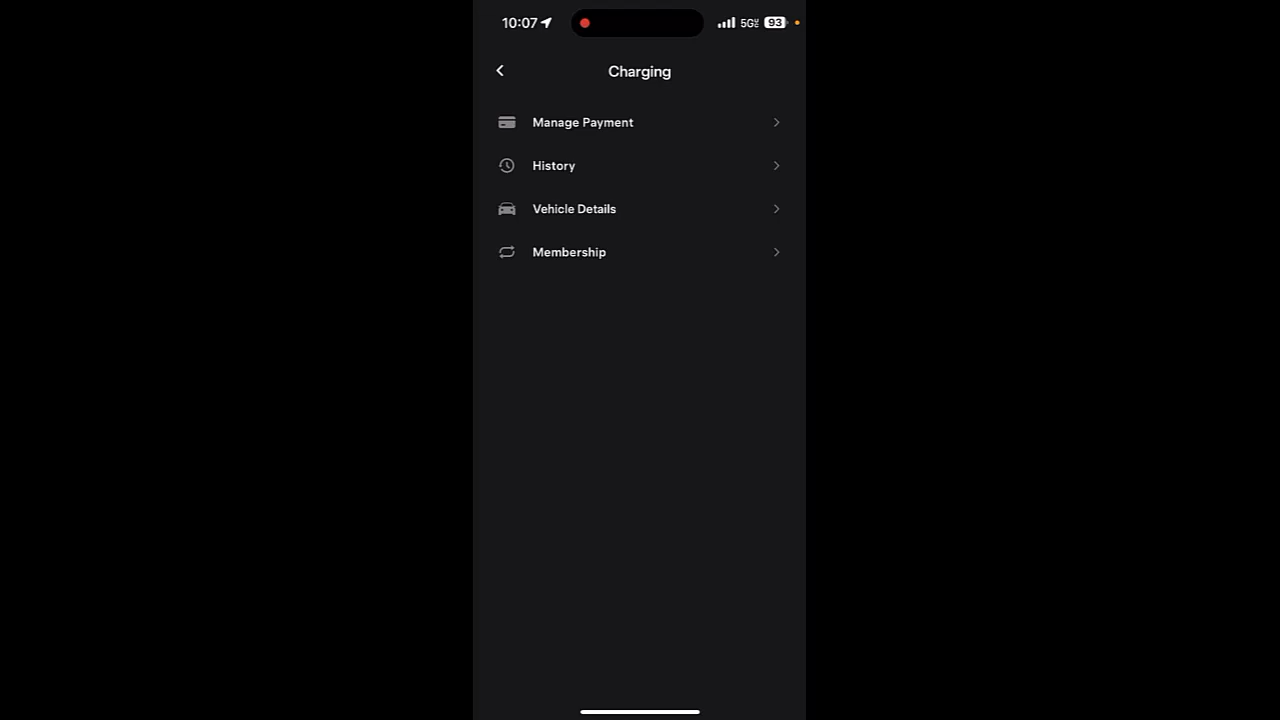 10:07 5G 93
Charging
Manage Payment
History
Vehicle Details
Membership